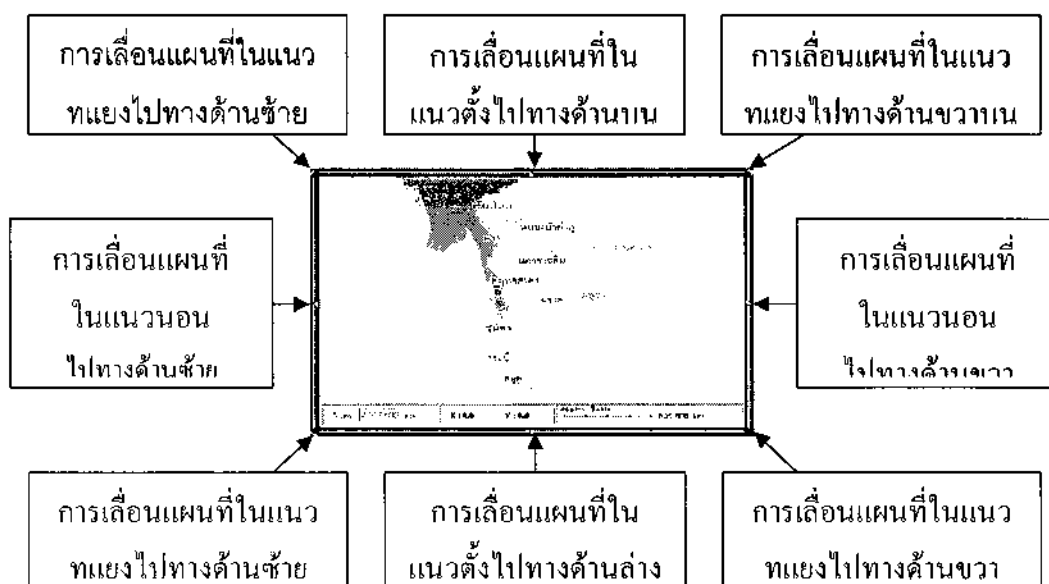 การเลื่อนแผนที่ในแนว
ทแยงไปทางด้านซ้าย
การเลื่อนแผนที่ใน
แนวตั้งไปทางด้านบน
การเลื่อนแผนที่ในแนว
ทแยงไปทางด้านขวาบน
การเลื่อนแผนที่
ในแนวนอน
ไปทางด้านซ้าย
การเลื่อนแผนที่
ในแนวนอน
ไปทางด้านขวา
การเลื่อนแผนที่ในแนว
ทแยงไปทางด้านซ้าย
การเลื่อนแผนที่ใน
แนวตั้งไปทางด้านล่าง
การเลื่อนแผนที่ในแนว
ทแยงไปทางด้านขวา